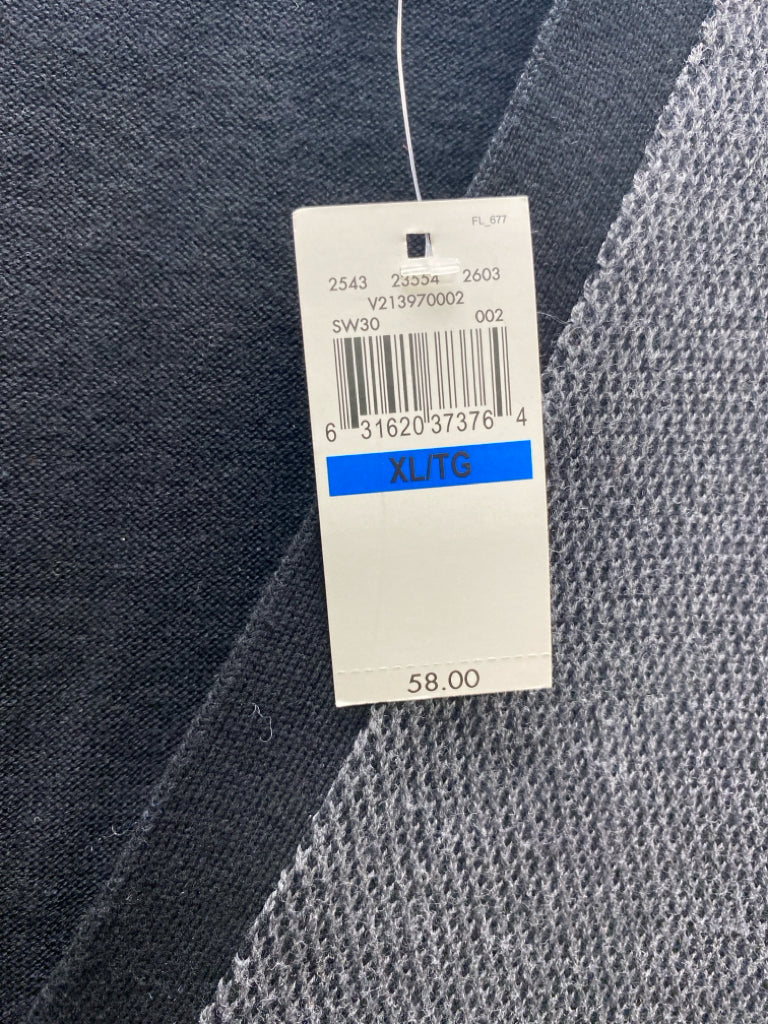 FL_677
2543 23554 2603
V213970002
SW30 002
6 31620 37376 4
XL/TG
58.00